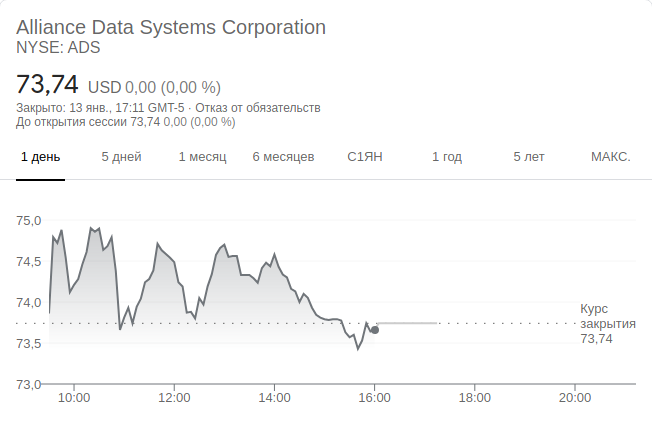 Alliance Data Systems Corporation
NYSE: ADS
73,74 USD 0,00 (0,00 %)
Закрыто: 13 янв., 17:11 GMT-5 · Отказ от обязательств
До открытия сессии 73,74 0,00 (0,00 %)
1 день 5 дней 1 месяц 6 месяцев С1ЯН 1 год 5 лет МАКС.
75,0
74,5
74,0
Курс
закрытия
73,74
73,5
73,0
10:00 12:00 14:00 16:00 18:00 20:00